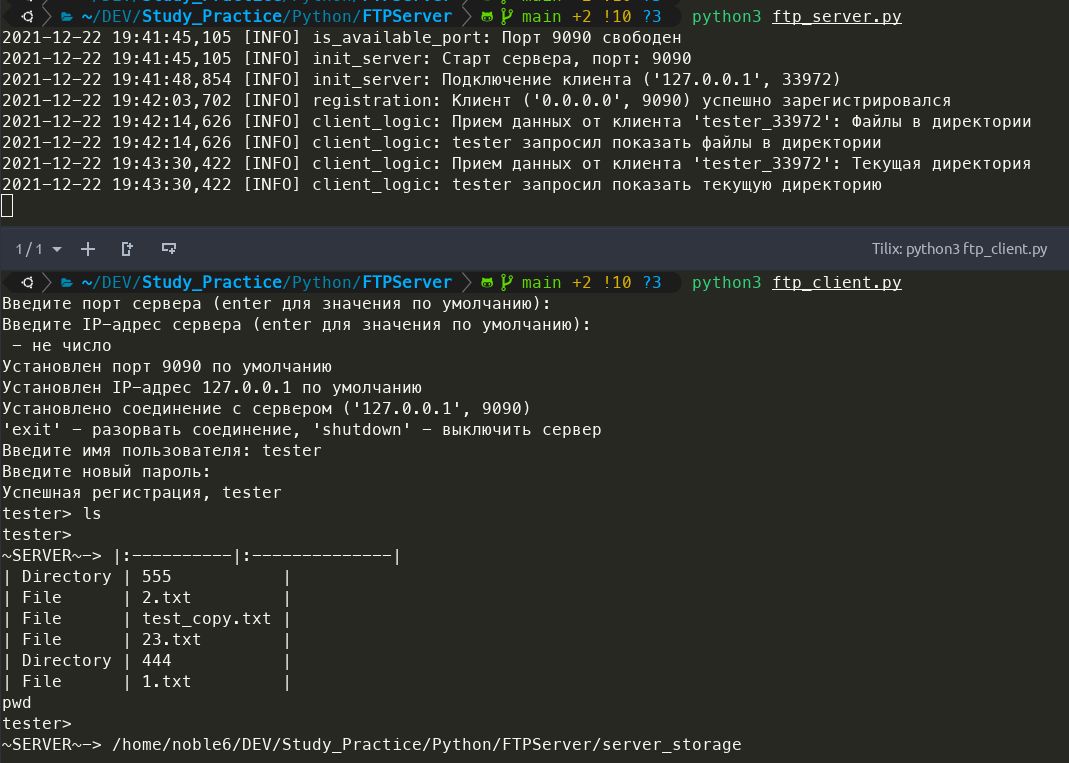 ~/DEV/Study_Practice/Python/FTPServer main +2 !10 ?3 python3 ftp_server.py
2021-12-22 19:41:45,105 [INFO] is_available_port: Порт 9090 свободен
2021-12-22 19:41:45,105 [INFO] init_server: Старт сервера, порт: 9090
2021-12-22 19:41:48,854 [INFO] init_server: Подключение клиента ('127.0.0.1', 33972)
2021-12-22 19:42:03,702 [INFO] registration: Клиент ('0.0.0.0', 9090) успешно зарегистрировался
2021-12-22 19:42:14,626 [INFO] client_logic: Прием данных от клиента 'tester_33972': Файлы в директории
2021-12-22 19:42:14,626 [INFO] client_logic: tester запросил показать файлы в директории
2021-12-22 19:43:30,422 [INFO] client_logic: Прием данных от клиента 'tester_33972': Текущая директория
2021-12-22 19:43:30,422 [INFO] client_logic: tester запросил показать текущую директорию
1 / 1 Tilix: python3 ftp_client.py
~/DEV/Study_Practice/Python/FTPServer main +2 !10 ?3 python3 ftp_client.py
Введите порт сервера (enter для значения по умолчанию):
Введите IP-адрес сервера (enter для значения по умолчанию):
 - не число
Установлен порт 9090 по умолчанию
Установлен IP-адрес 127.0.0.1 по умолчанию
Установлено соединение с сервером ('127.0.0.1', 9090)
'exit' - разорвать соединение, 'shutdown' - выключить сервер
Введите имя пользователя: tester
Введите новый пароль:
Успешная регистрация, tester
tester> ls
tester>
~SERVER~-> |:----------|:--------------|
| Directory | 555           |
| File      | 2.txt         |
| File      | test_copy.txt |
| File      | 23.txt        |
| Directory | 444           |
| File      | 1.txt         |
pwd
tester>
~SERVER~-> /home/noble6/DEV/Study_Practice/Python/FTPServer/server_storage